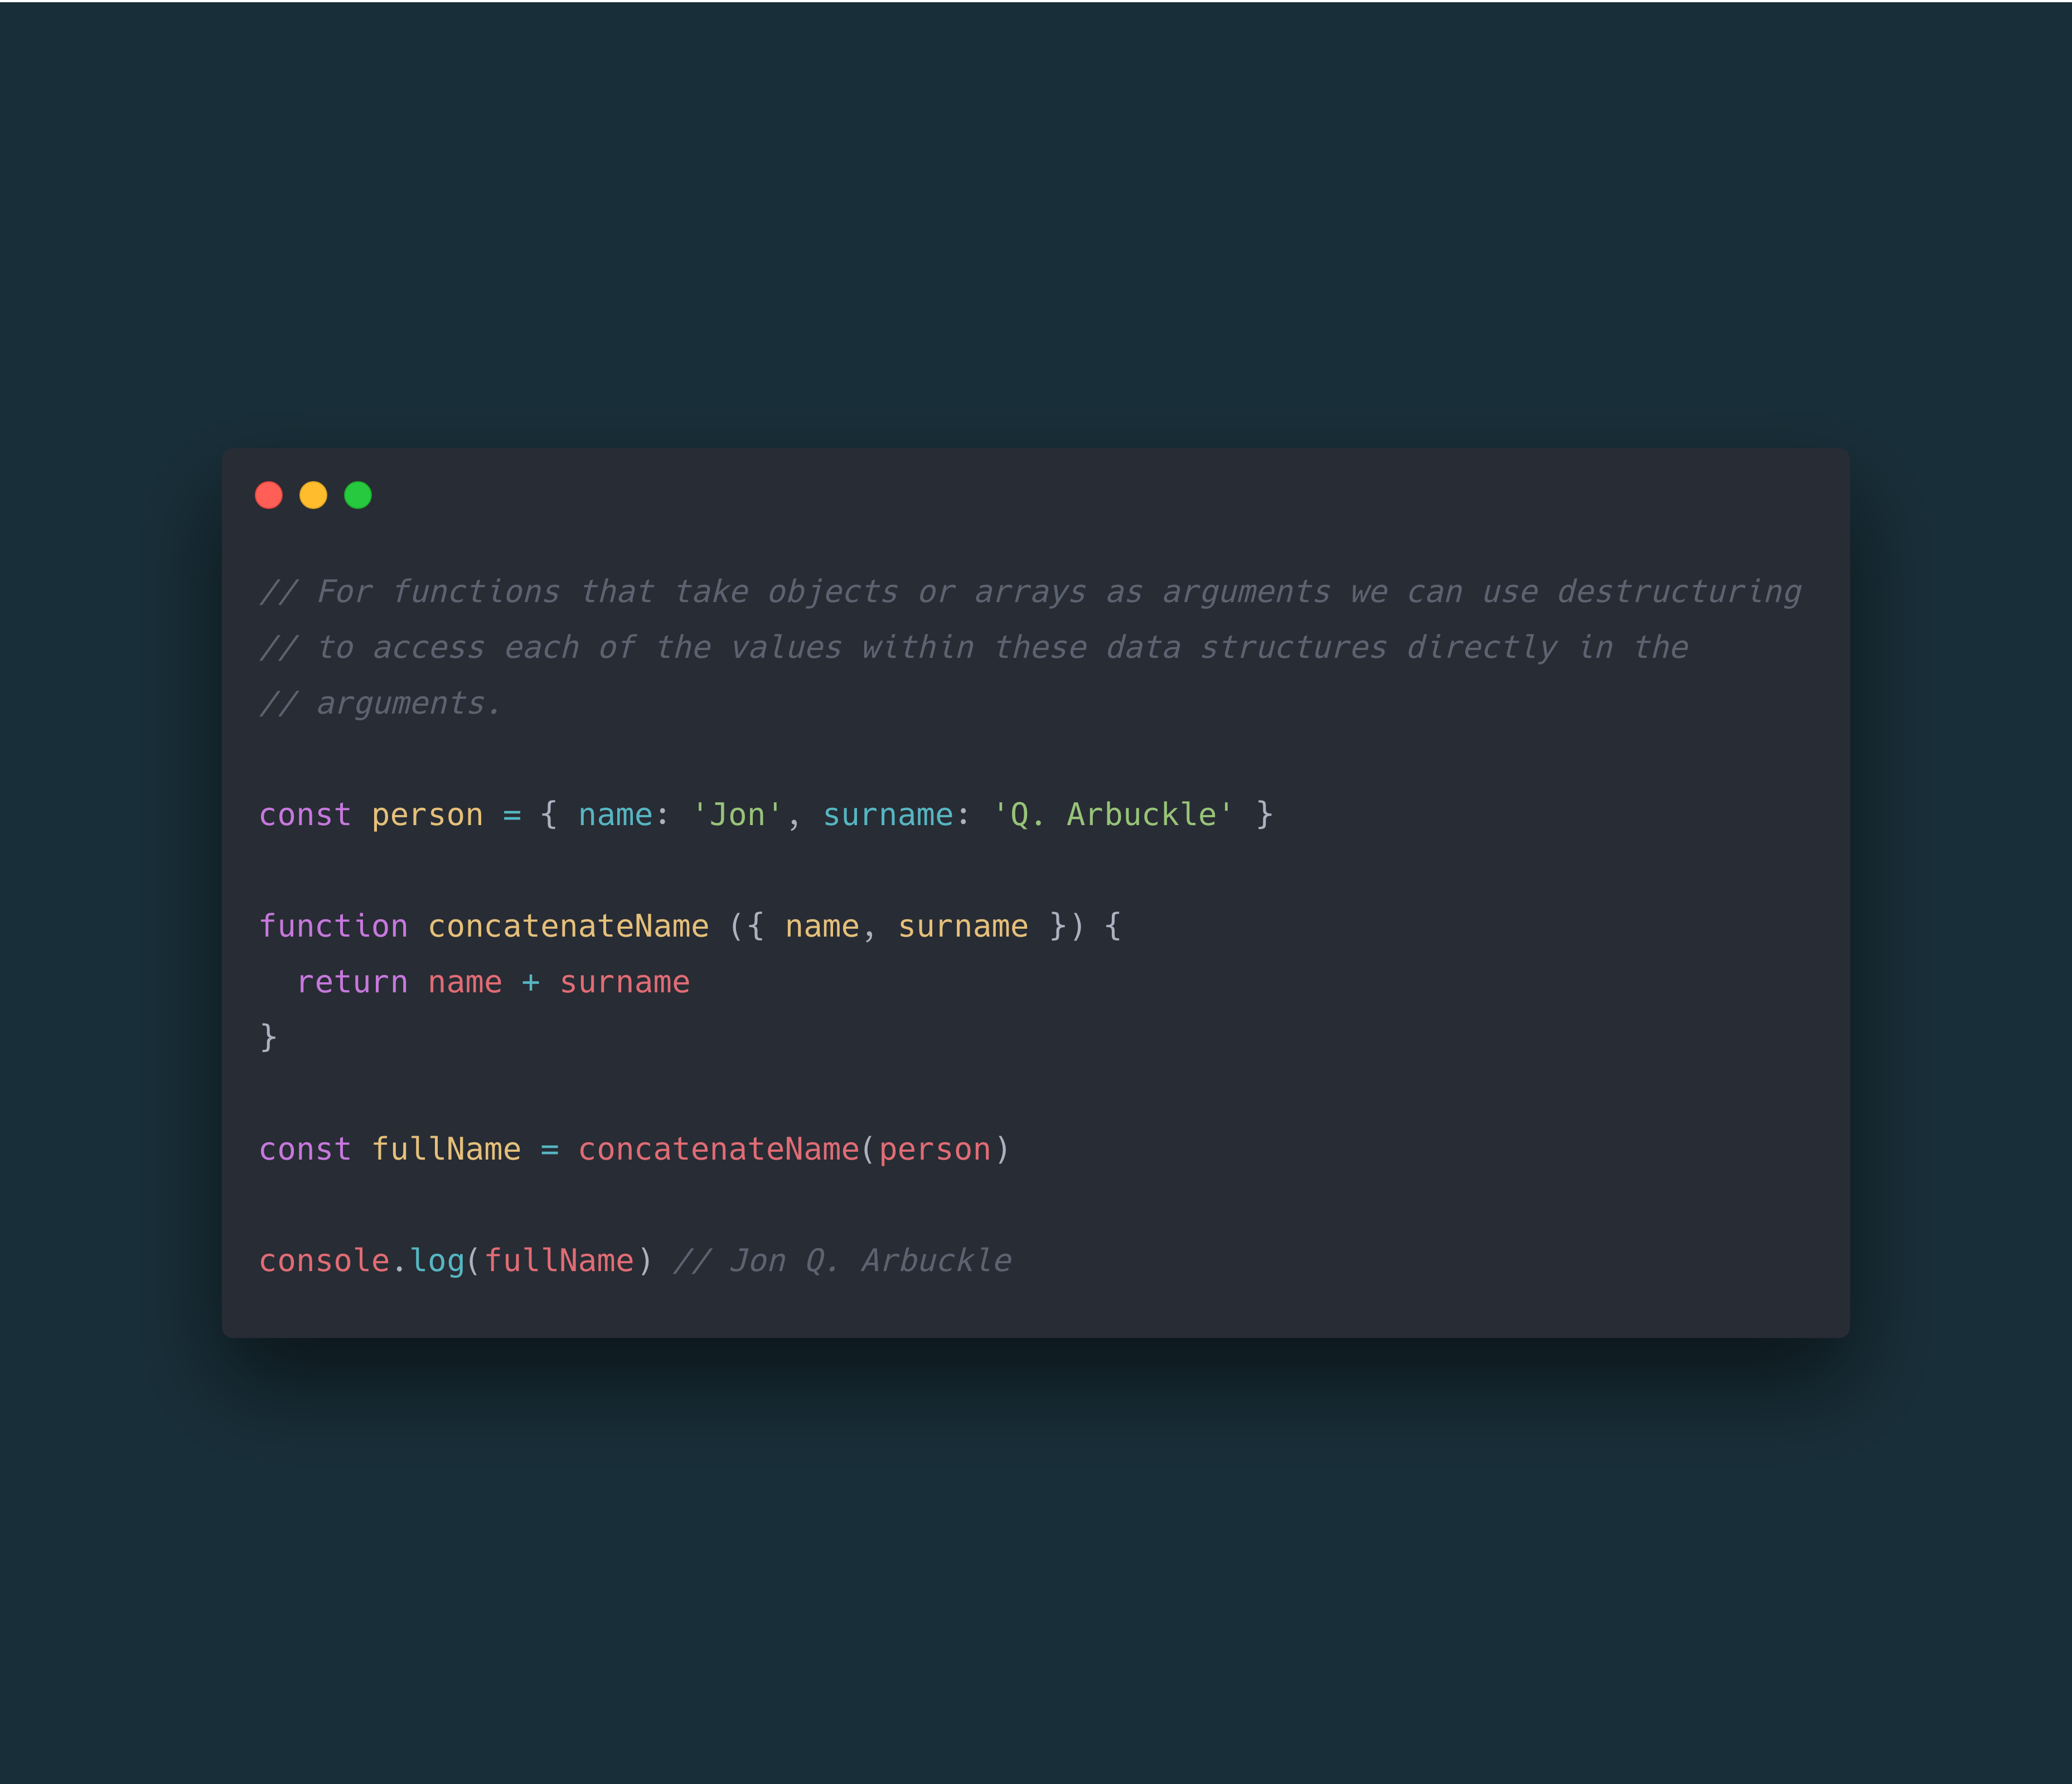 // For functions that take objects or arrays as arguments we can use destructuring
// to access each of the values within these data structures directly in the
// arguments.
const person = { name: 'Jon', surname: 'Q. Arbuckle' }
function concatenateName ({ name, surname }) {
  return name + surname
}
const fullName = concatenateName(person)
console.log(fullName) // Jon Q. Arbuckle